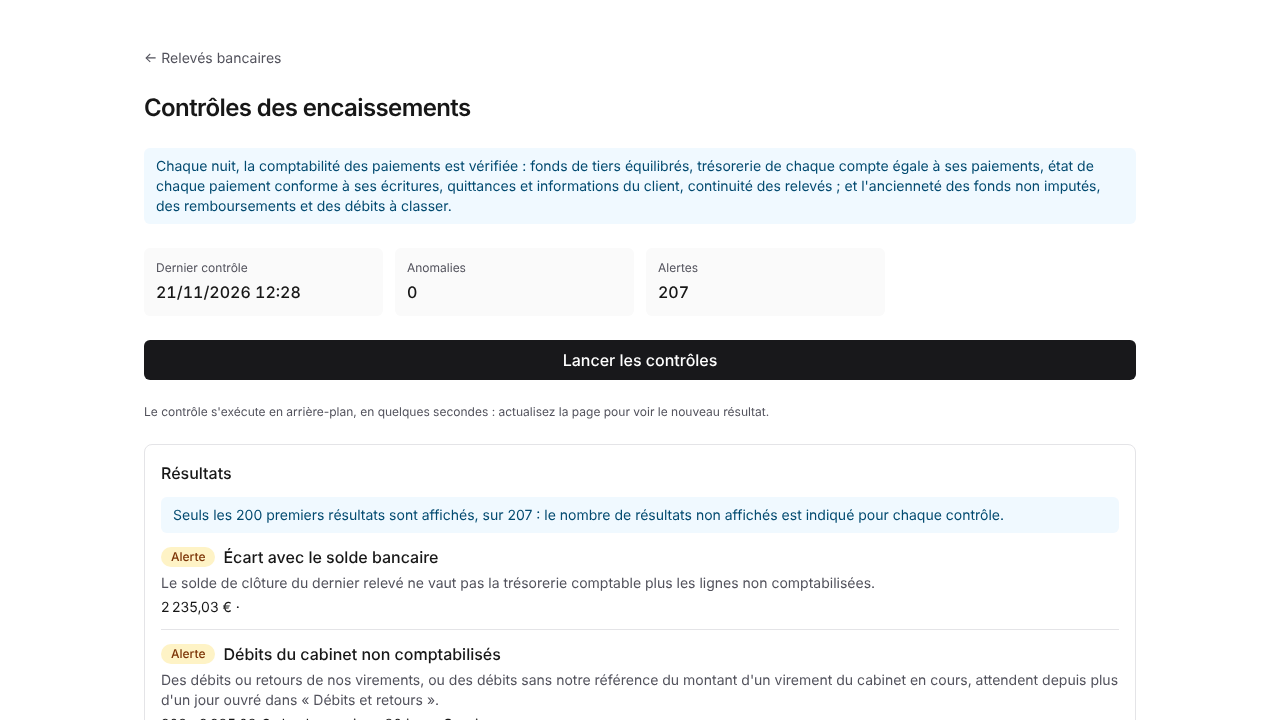 ← Relevés bancaires
Contrôles des encaissements
Chaque nuit, la comptabilité des paiements est vérifiée : fonds de tiers équilibrés, trésorerie de chaque compte égale à ses paiements, état de
chaque paiement conforme à ses écritures, quittances et informations du client, continuité des relevés ; et l'ancienneté des fonds non imputés,
des remboursements et des débits à classer.
Dernier contrôle
21/11/2026 12:28
Anomalies
0
Alertes
207
Lancer les contrôles
Le contrôle s'exécute en arrière-plan, en quelques secondes : actualisez la page pour voir le nouveau résultat.
Résultats
Seuls les 200 premiers résultats sont affichés, sur 207 : le nombre de résultats non affichés est indiqué pour chaque contrôle.
Alerte Écart avec le solde bancaire
Le solde de clôture du dernier relevé ne vaut pas la trésorerie comptable plus les lignes non comptabilisées.
2 235,03 € ·
Alerte Débits du cabinet non comptabilisés
Des débits ou retours de nos virements, ou des débits sans notre référence du montant d'un virement du cabinet en cours, attendent depuis plus
d'un jour ouvré dans « Débits et retours ».